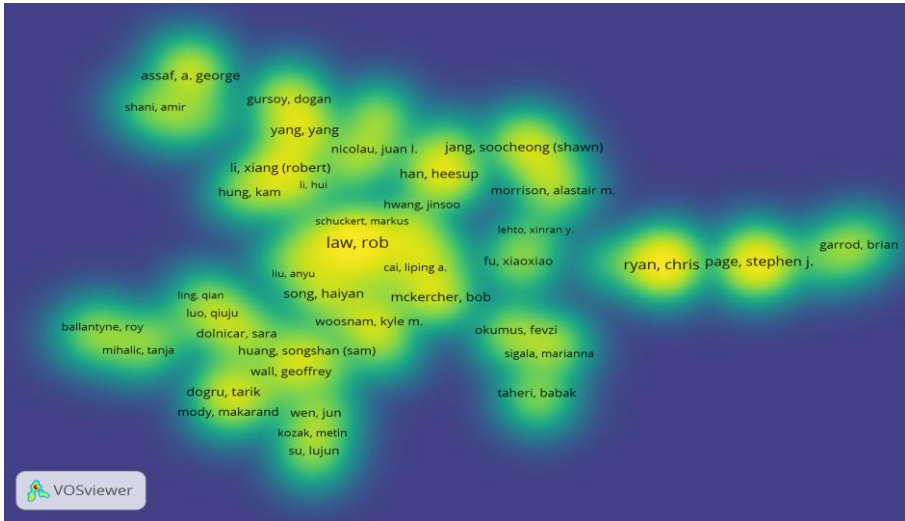 assaf, a. george
shani, amir
gursoy, dogan
yang, yang
nicolau, juan l.
jang, soocheong (shawn)
li, xiang (robert)
li, hui
hung, kam
han, heesup
morrison, alastair m.
hwang, jinsoo
schuckert, markus
law, rob
lehto, xinran y.
fu, xiaoxiao
ryan, chris
page, stephen j.
garrod, brian
liu, anyu
cai, liping a.
song, haiyan
mckercher, bob
ling, qian
luo, qiuju
woosnam, kyle m.
ballantyne, roy
dolnicar, sara
okumus, fevzi
mihalic, tanja
huang, songshan (sam)
sigala, marianna
wall, geoffrey
dogru, tarik
taheri, babak
mody, makarand
wen, jun
kozak, metin
su, lujun
VOSviewer